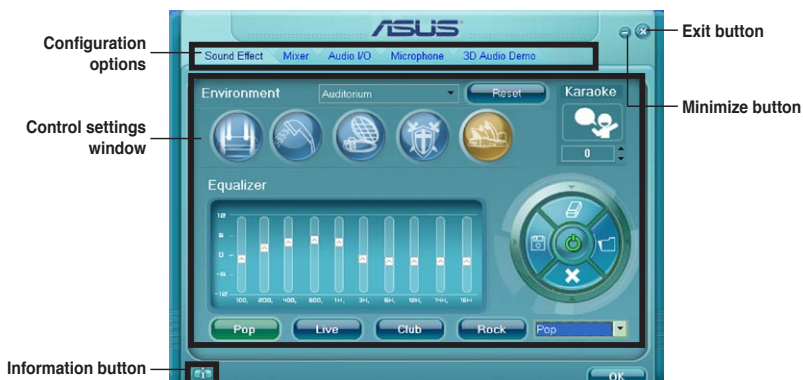 ASUS
Configuration options
Exit button
Sound Effect Mixer Audio I/O Microphone 3D Audio Demo
Minimize button
Environment Auditorium Reset Karaoke
0
Control settings window
Equalizer
12
6
0
-6
-12
100, 200, 400, 600, 1K, 3K, 6K, 12K, 14K, 16K
Pop Live Club Rock Pop
Information button
i
OK